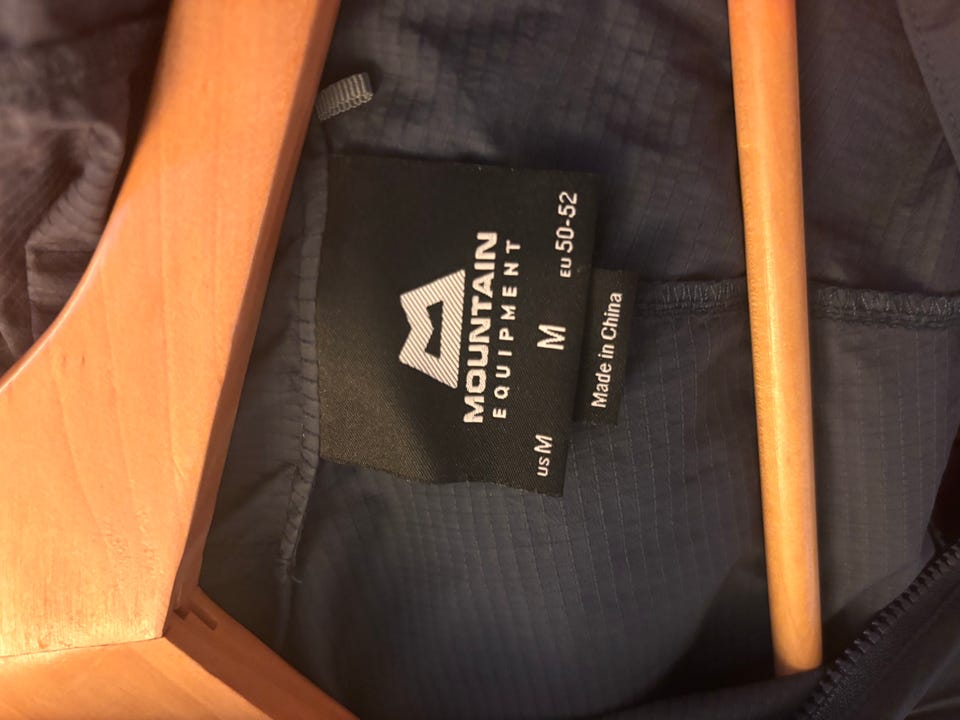 MOUNTAIN
EQUIPMENT
US M M EU 50-52
Made in China